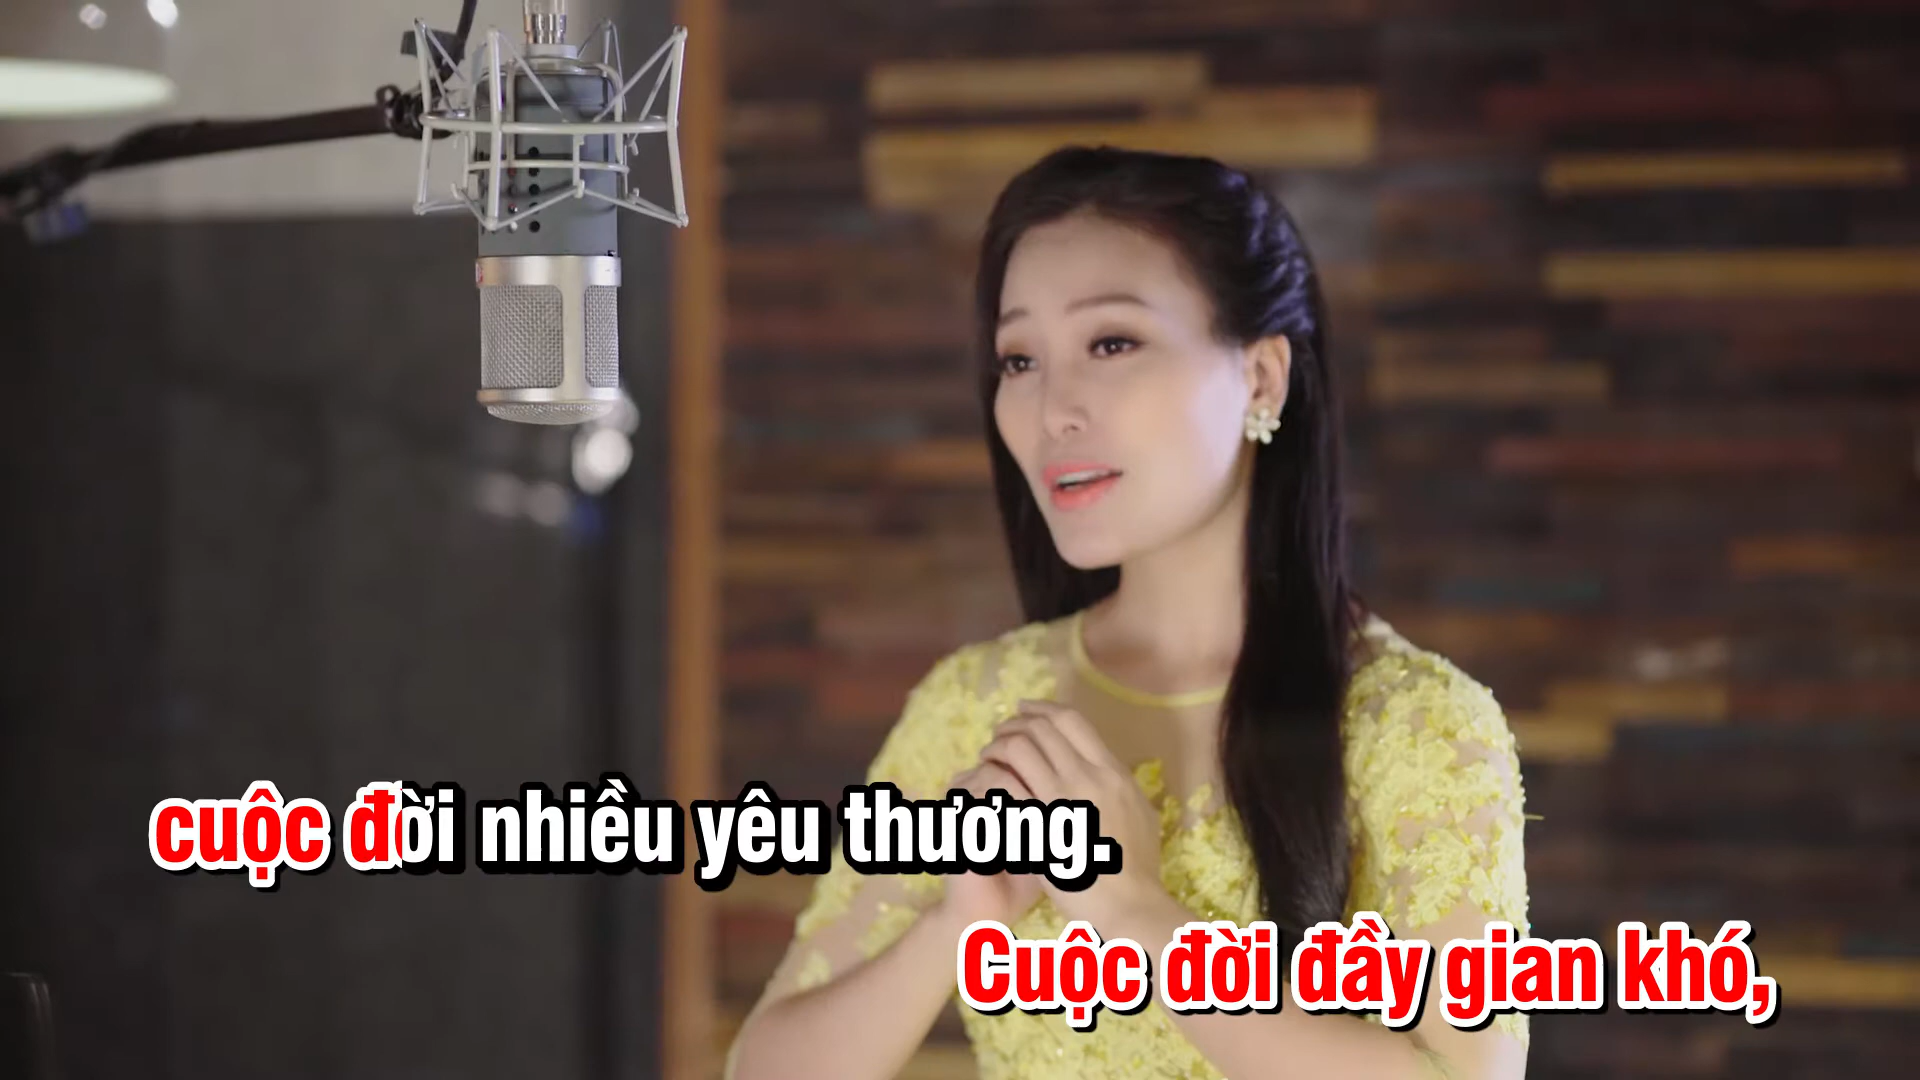 cuộc đời nhiều yêu thương.
Cuộc đời đầy gian khó,